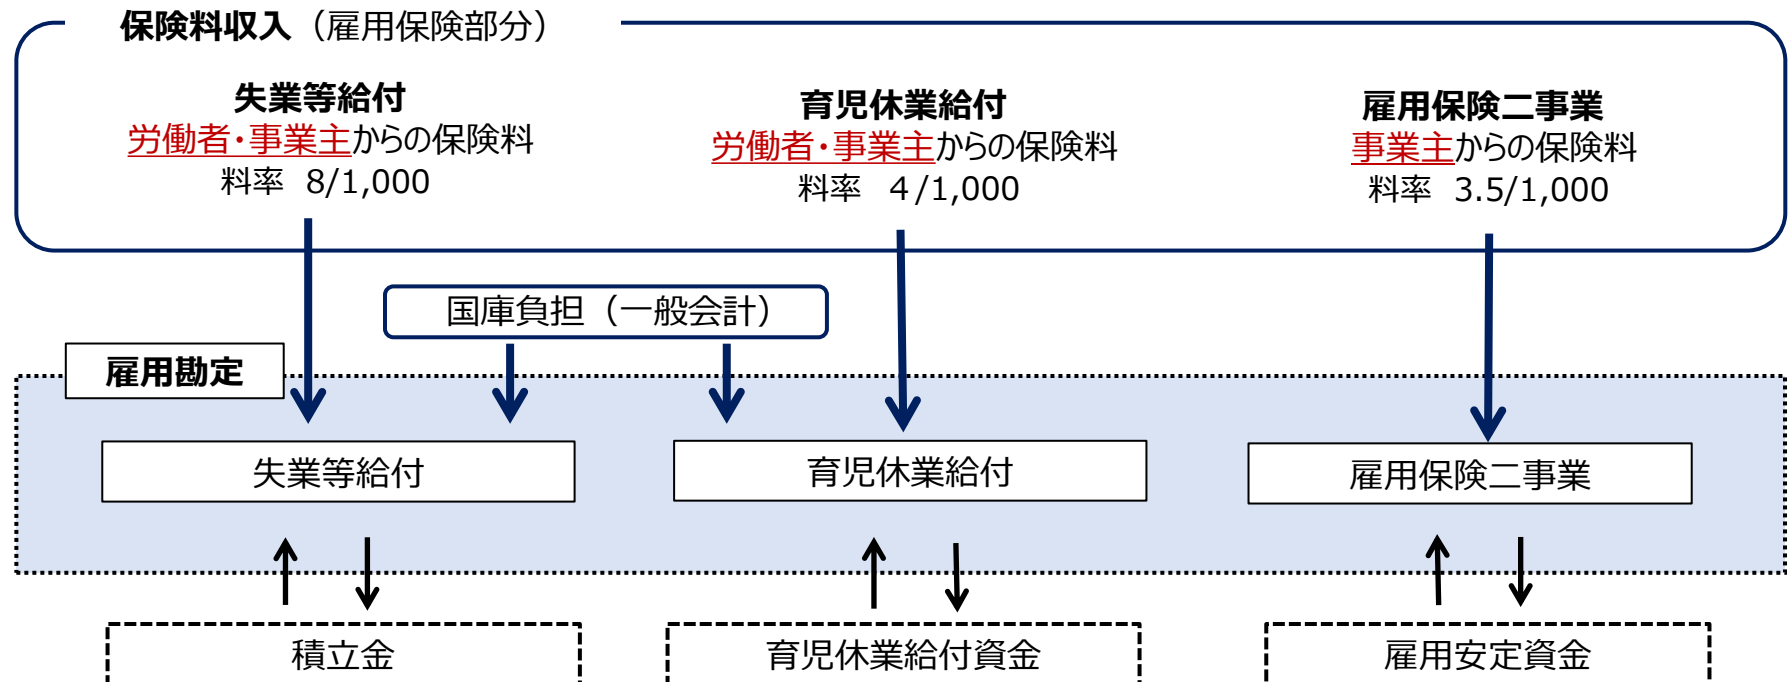 保険料収入（雇用保険部分）
失業等給付
労働者・事業主からの保険料
料率 8/1,000
育児休業給付
労働者・事業主からの保険料
料率 ４/1,000
雇用保険二事業
事業主からの保険料
料率 3.5/1,000
国庫負担（一般会計）
雇用勘定
失業等給付
育児休業給付
雇用保険二事業
積立金
育児休業給付資金
雇用安定資金